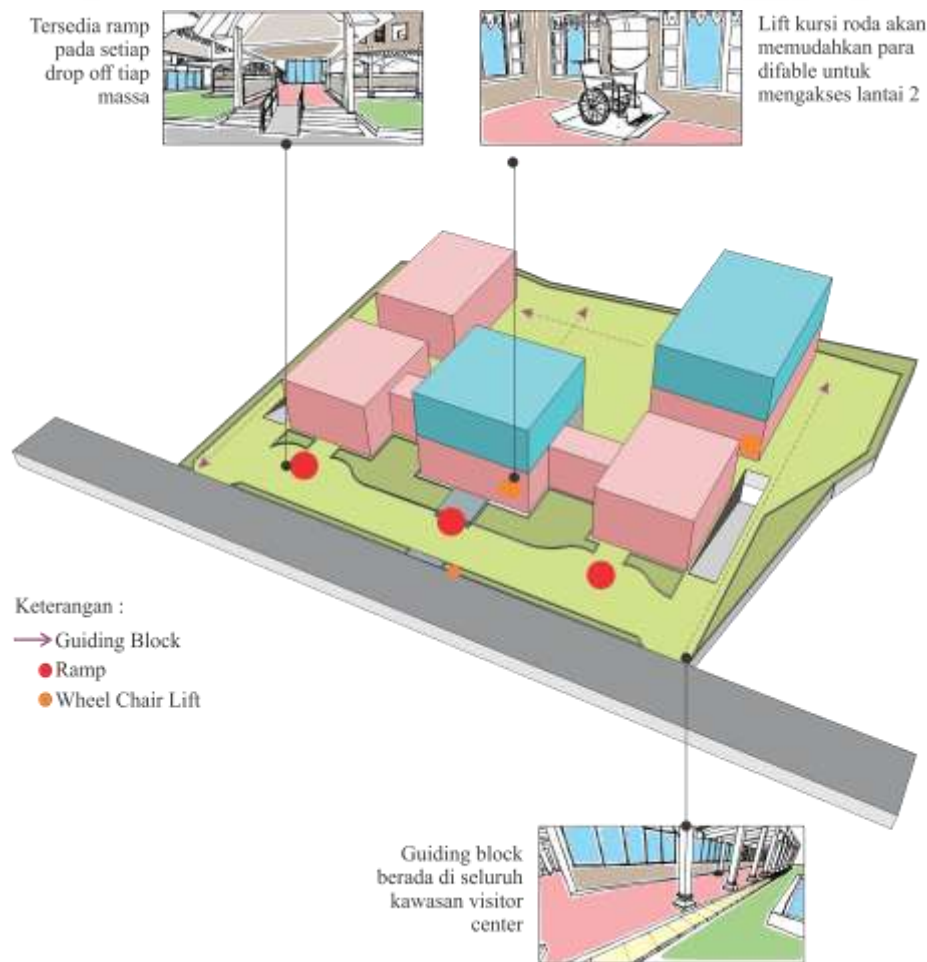 Tersedia ramp
pada setiap
drop off tiap
massa
Lift kursi roda akan
memudahkan para
difable untuk
mengakses lantai 2
Keterangan :
Guiding Block
Ramp
Wheel Chair Lift
Guiding block
berada di seluruh
kawasan visitor
center